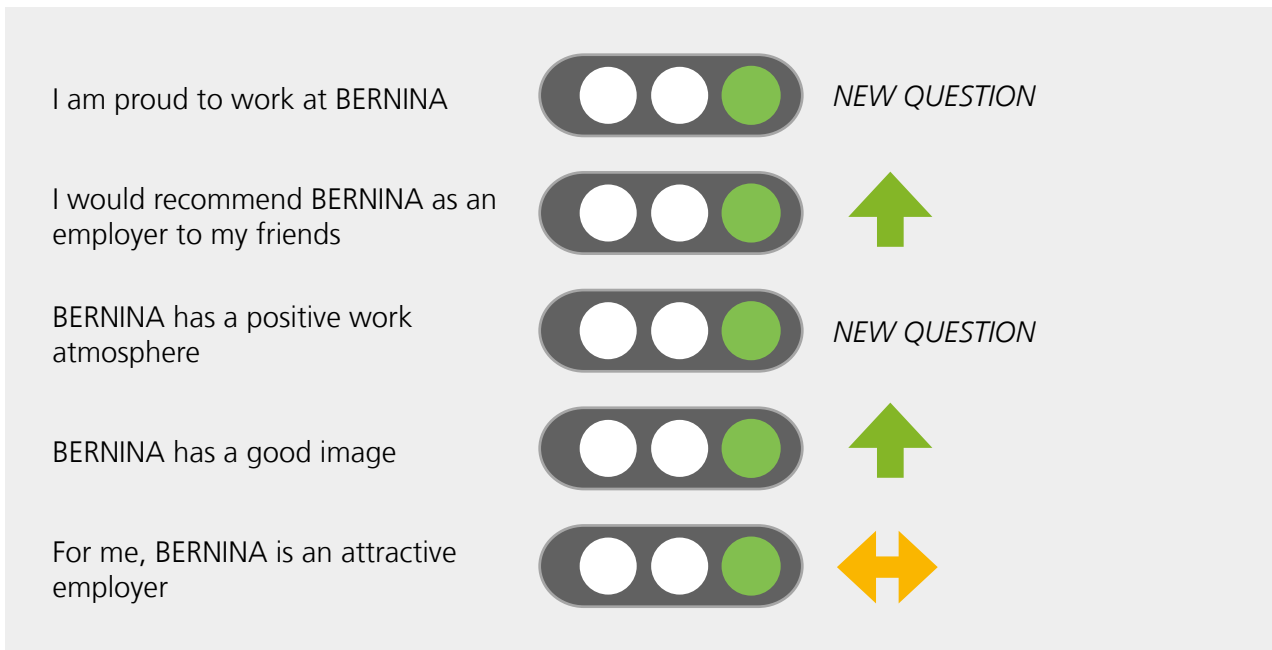 I am proud to work at BERNINA
NEW QUESTION
I would recommend BERNINA as an
employer to my friends
BERNINA has a positive work
atmosphere
NEW QUESTION
BERNINA has a good image
For me, BERNINA is an attractive
employer